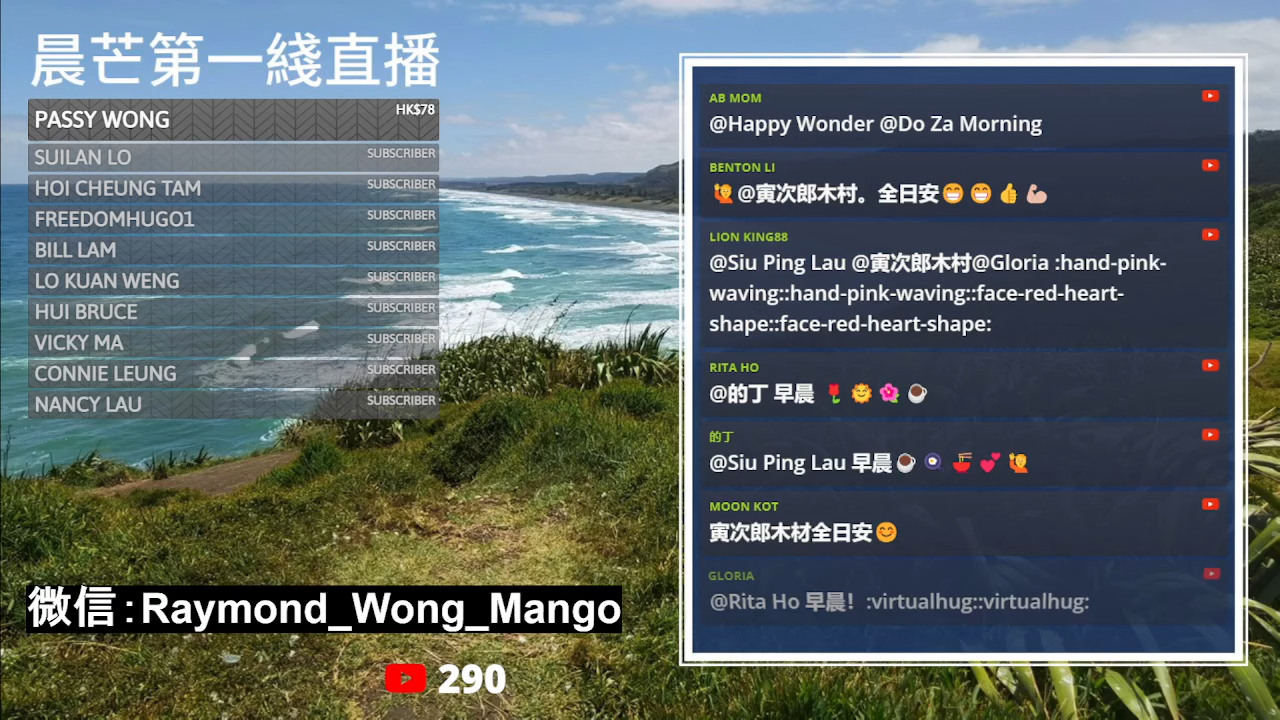 晨芒第一綫直播
PASSY WONG HK$78
SUILAN LO SUBSCRIBER
HOI CHEUNG TAM SUBSCRIBER
FREEDOMHUGO1 SUBSCRIBER
BILL LAM SUBSCRIBER
LO KUAN WENG SUBSCRIBER
HUI BRUCE SUBSCRIBER
VICKY MA SUBSCRIBER
CONNIE LEUNG SUBSCRIBER
NANCY LAU SUBSCRIBER
微信:Raymond_Wong_Mango
290
AB MOM
@Happy Wonder @Do Za Morning
BENTON LI
🙋@寅次郎木村。全日安😁😁👍💪🏼
LION KING88
@Siu Ping Lau @寅次郎木村@Gloria :hand-pink-
waving::hand-pink-waving::face-red-heart-
shape::face-red-heart-shape:
RITA HO
@的丁 早晨 🌷🌞🌺☕
的丁
@Siu Ping Lau 早晨☕🍳🍜💕🙋
MOON KOT
寅次郎木材全日安😊
GLORIA
@Rita Ho 早晨！:virtualhug::virtualhug: